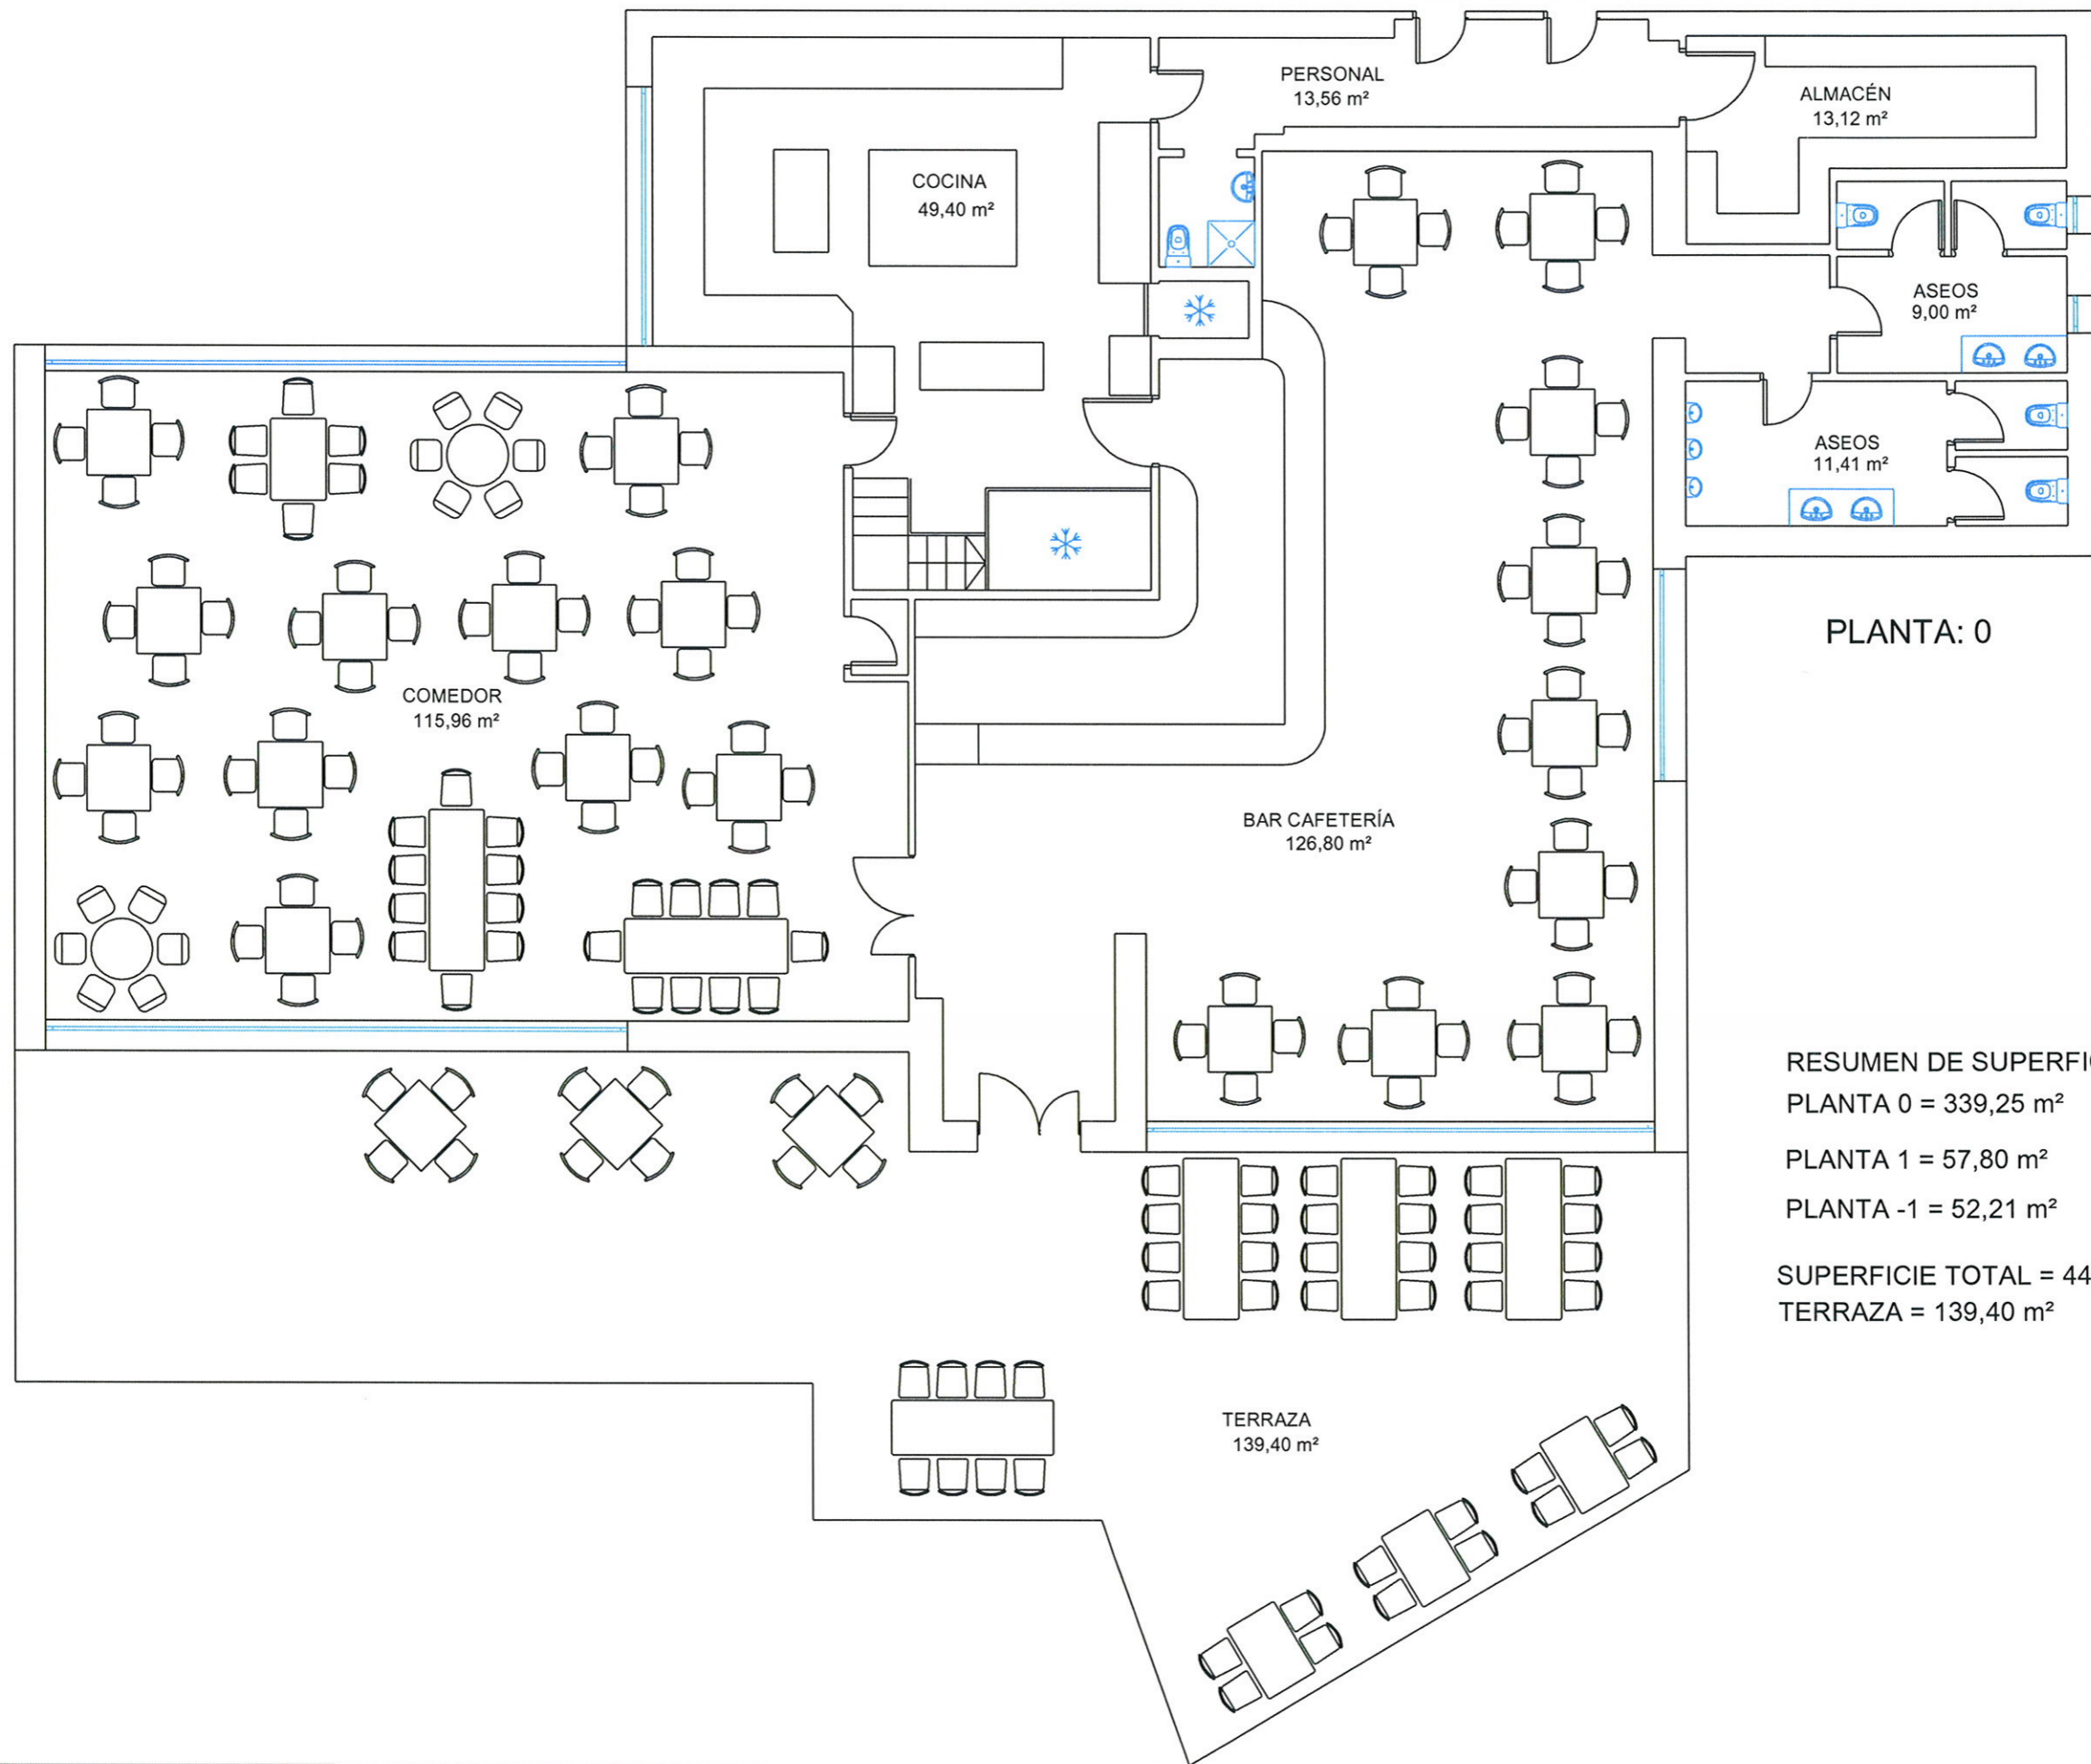 PERSONAL
13,56 m²
ALMACÉN
13,12 m²
COCINA
49,40 m²
ASEOS
9,00 m²
ASEOS
11,41 m²
PLANTA: 0
COMEDOR
115,96 m²
BAR CAFETERÍA
126,80 m²
RESUMEN DE SUPERFI
PLANTA 0 = 339,25 m²
PLANTA 1 = 57,80 m²
PLANTA -1 = 52,21 m²
SUPERFICIE TOTAL = 44
TERRAZA = 139,40 m²
TERRAZA
139,40 m²